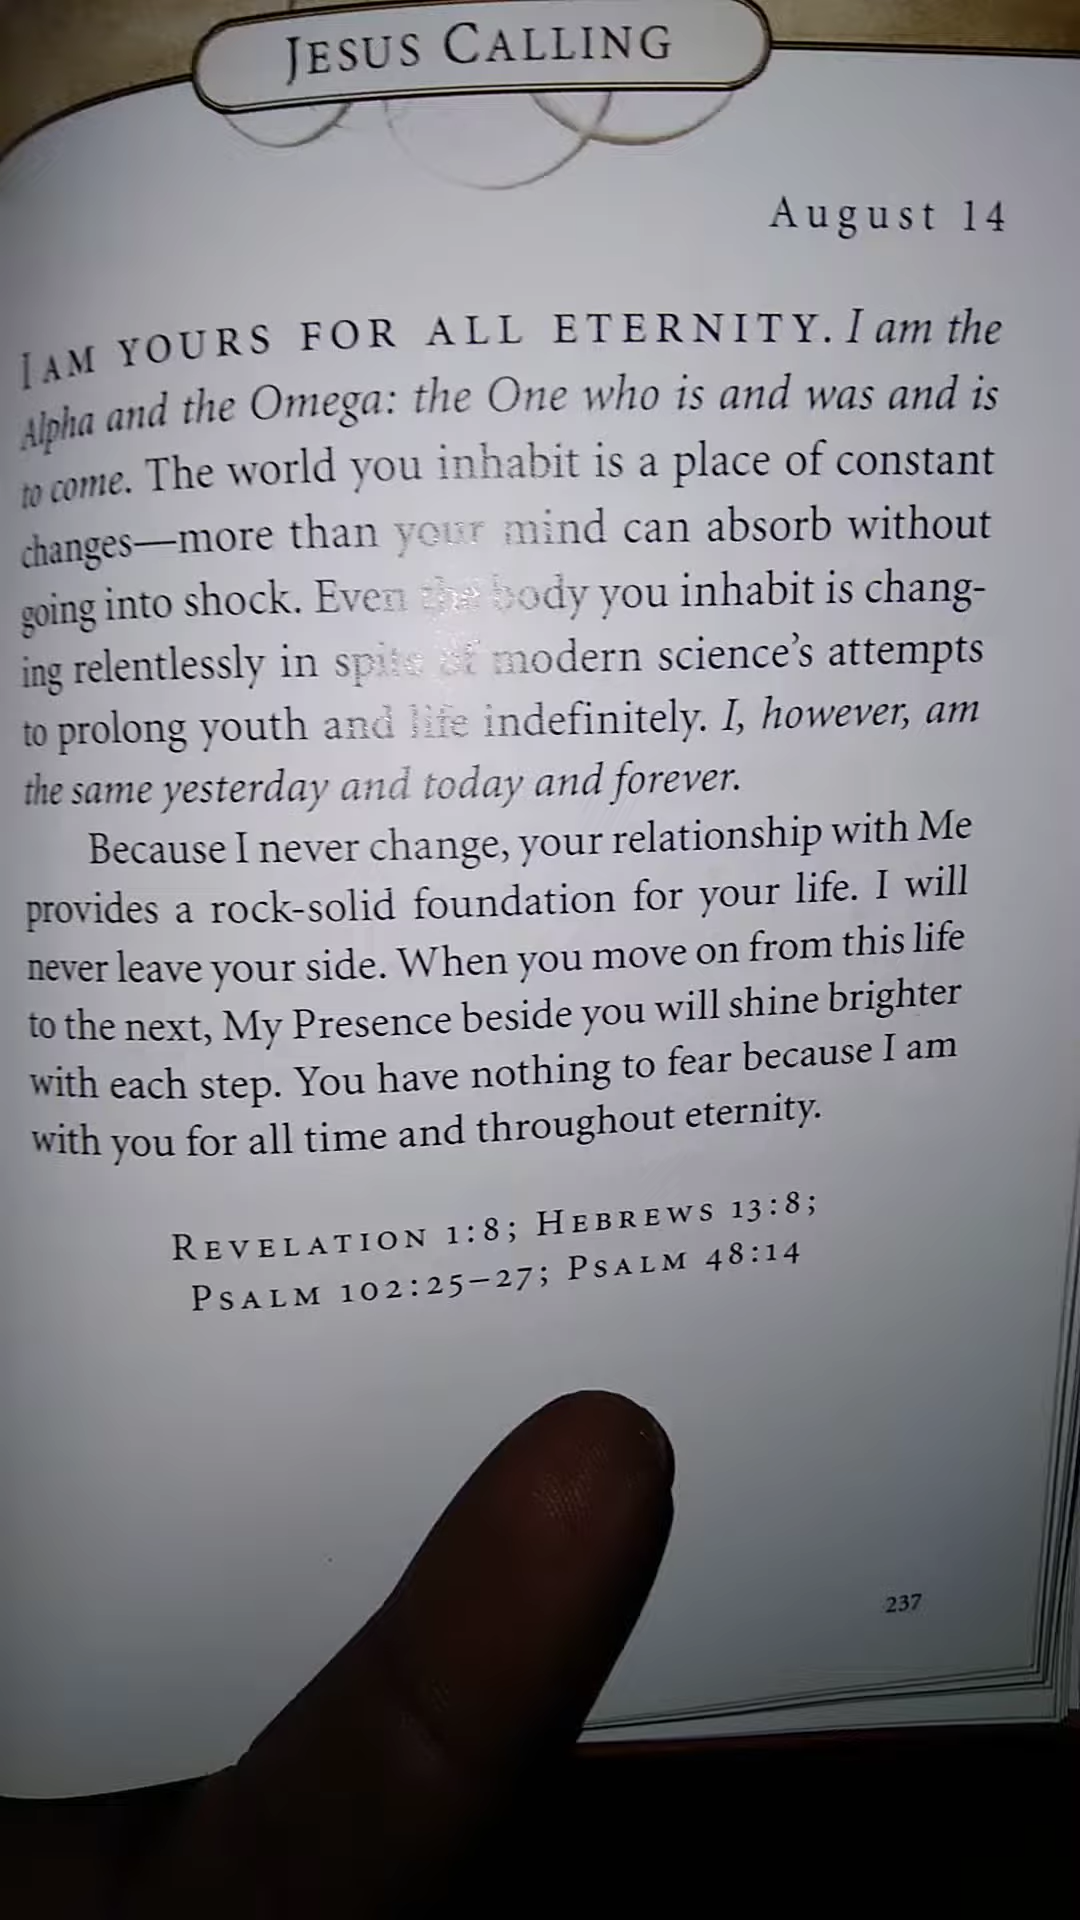 JESUS CALLING
August 14
I AM YOURS FOR ALL ETERNITY. I am the
Alpha and the Omega: the One who is and was and is
to come. The world you inhabit is a place of constant
changes—more than your mind can absorb without
going into shock. Even the body you inhabit is chang-
ing relentlessly in spite of modern science's attempts
to prolong youth and life indefinitely. I, however, am
the same yesterday and today and forever.
Because I never change, your relationship with Me
provides a rock-solid foundation for your life. I will
never leave your side. When you move on from this life
to the next, My Presence beside you will shine brighter
with each step. You have nothing to fear because I am
with you for all time and throughout eternity.
REVELATION 1:8; HEBREWS 13:8;
PSALM 102:25–27; PSALM 48:14
237